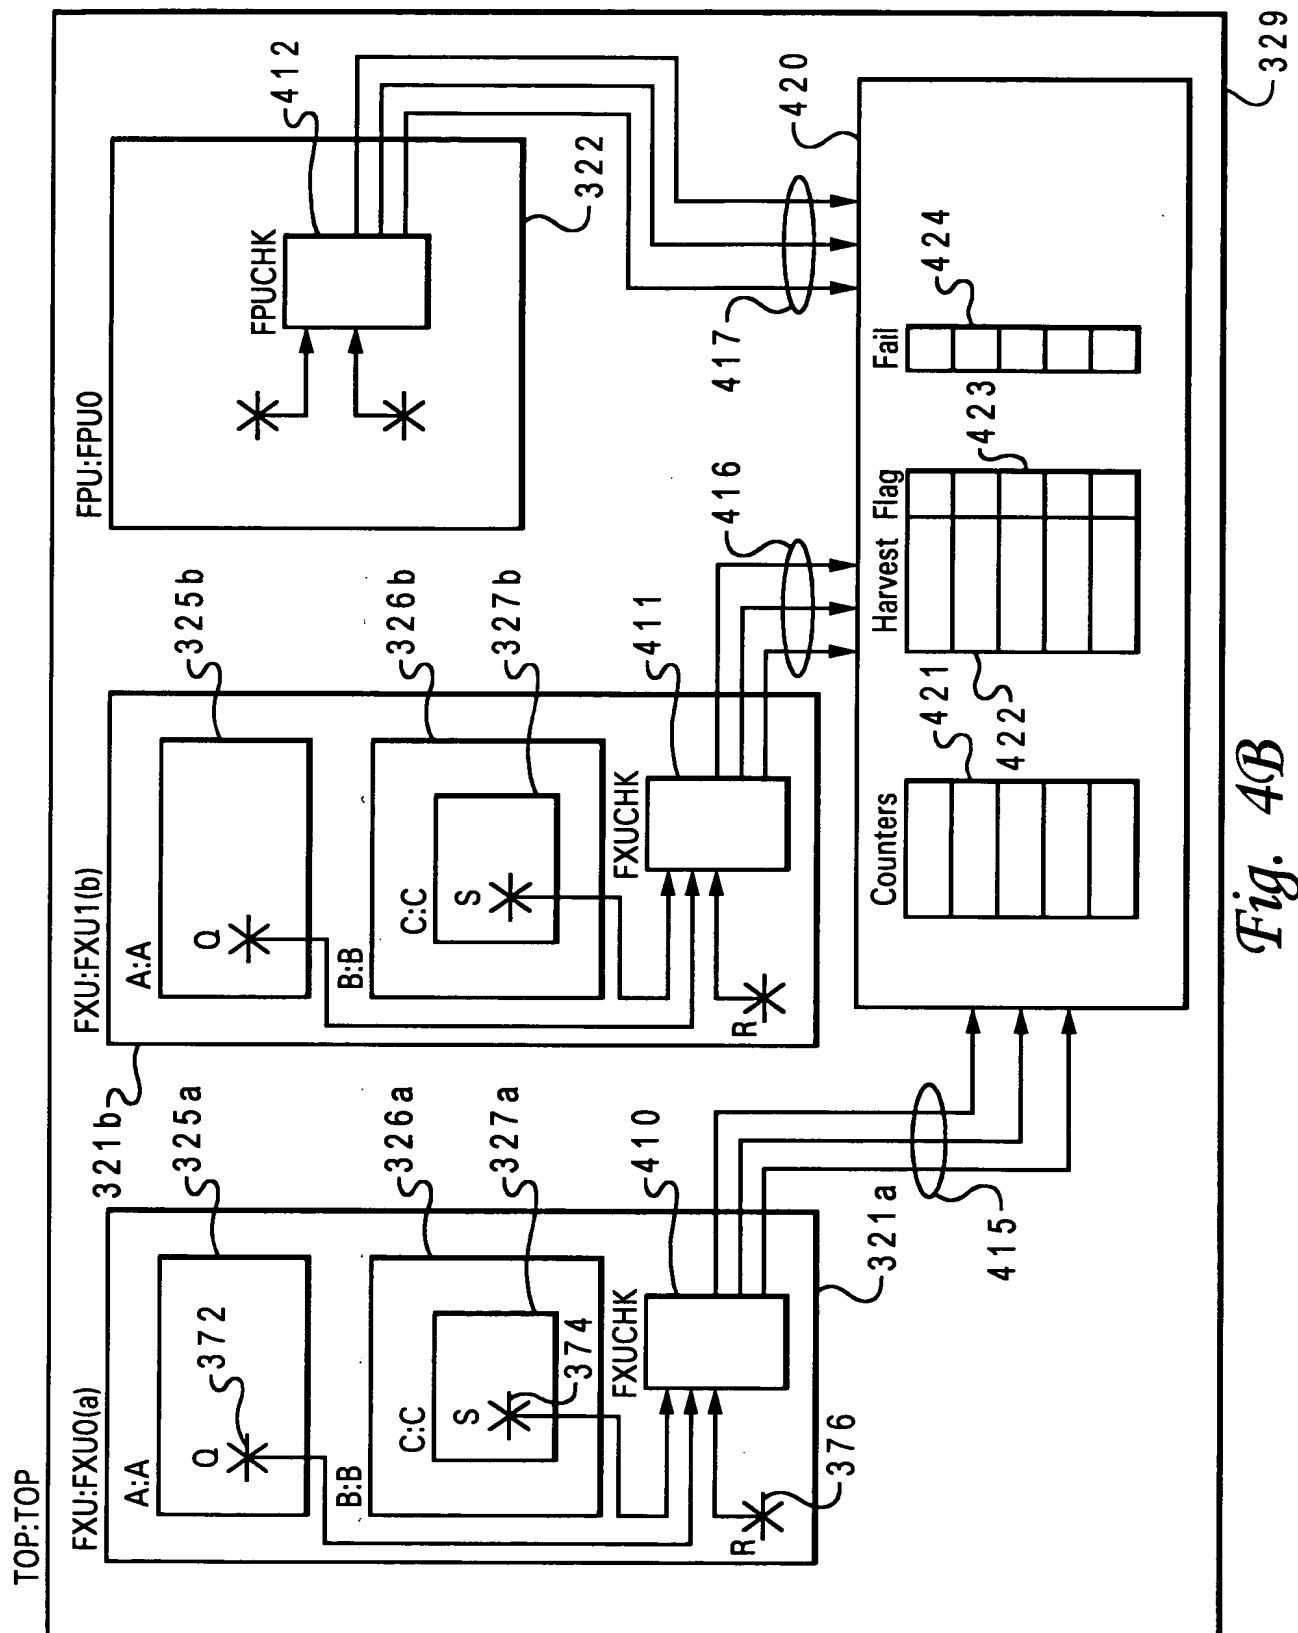 TOP:TOP
FXU:FXU0(a)
A:A
Q
372
325a
B:B
C:C
S
374
326a
327a
FXUCHK
410
R
376
321a
415
321b
FXU:FXU1(b)
A:A
Q
325b
B:B
C:C
S
326b
327b
FXUCHK
411
R
416
FPU:FPU0
FPUCHK
412
322
417
420
Counters
421
Harvest Flag
422
423
Fail
424
329
Fig. 4B